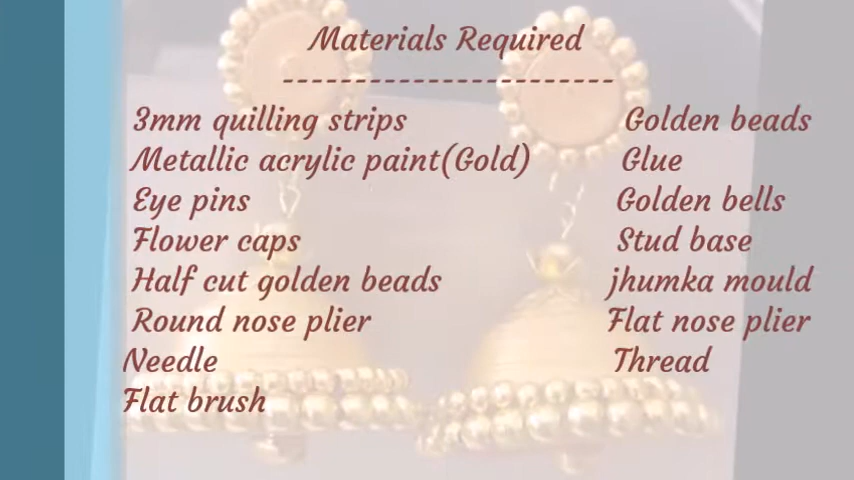 Materials Required
-----------------------
3mm quilling strips
Metallic acrylic paint(Gold)
Eye pins
Flower caps
Half cut golden beads
Round nose plier
Needle
Flat brush
Golden beads
Glue
Golden bells
Stud base
jhumka mould
Flat nose plier
Thread